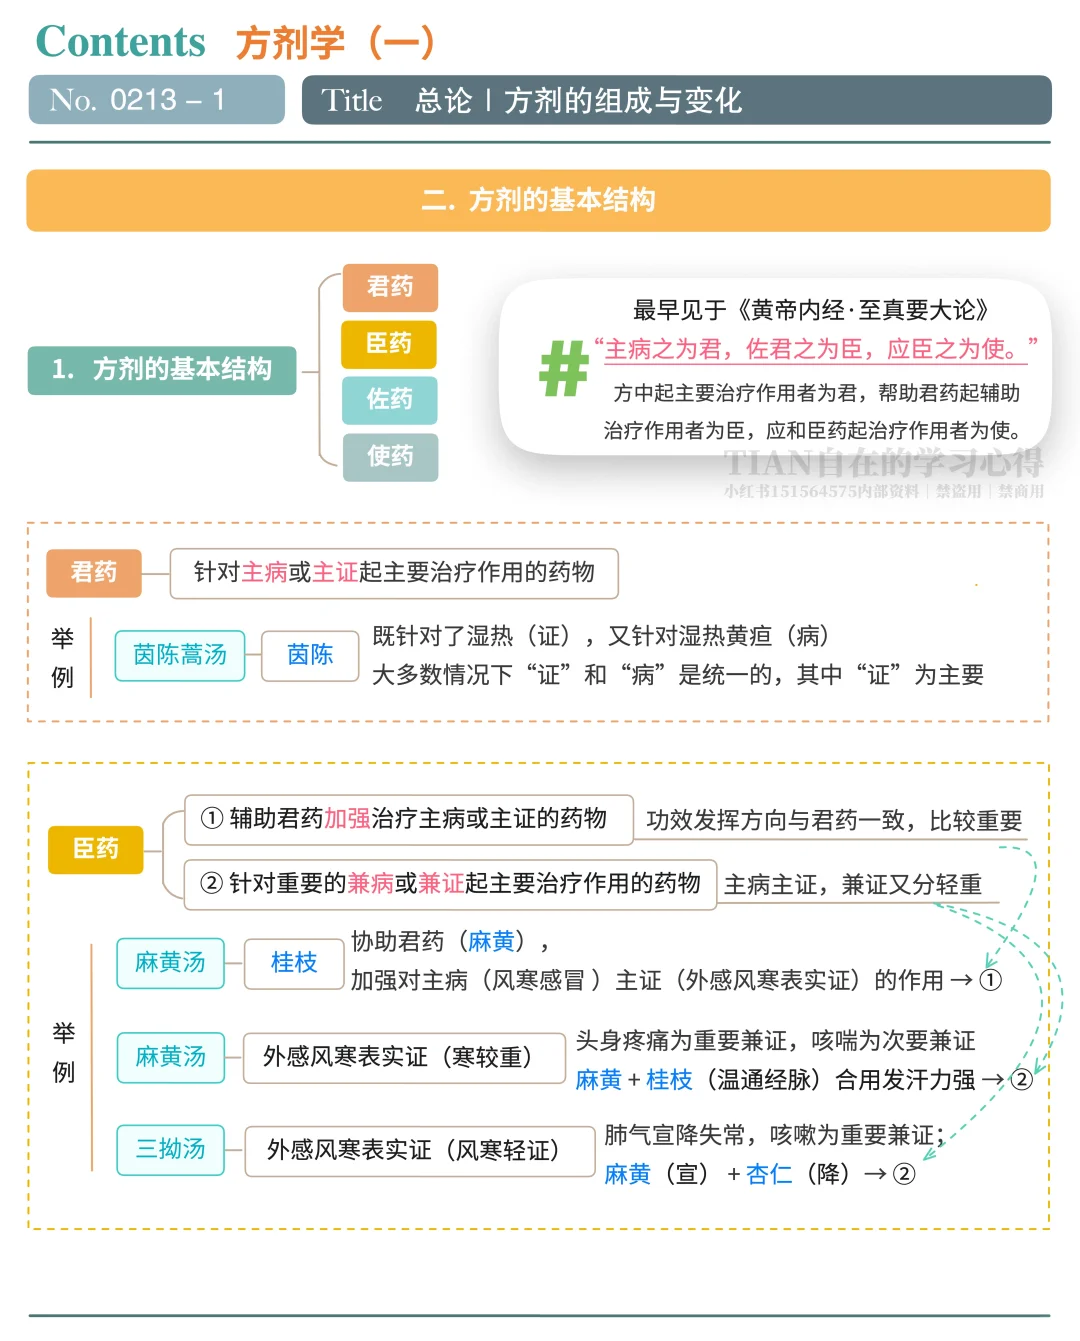 Contents 方剂学（一）
No. 0213 – 1
Title 总论｜方剂的组成与变化
二. 方剂的基本结构
1. 方剂的基本结构
君药
臣药
佐药
使药
#
最早见于《黄帝内经·至真要大论》
“主病之为君，佐君之为臣，应臣之为使。”
方中起主要治疗作用者为君，帮助君药起辅助
治疗作用者为臣，应和臣药起治疗作用者为使。
TIAN自在的学习心得
小红书151564575内部资料｜禁盗用｜禁商用
君药
针对主病或主证起主要治疗作用的药物
举例
茵陈蒿汤
茵陈
既针对了湿热（证），又针对湿热黄疸（病）
大多数情况下“证”和“病”是统一的，其中“证”为主要
臣药
① 辅助君药加强治疗主病或主证的药物
功效发挥方向与君药一致，比较重要
② 针对重要的兼病或兼证起主要治疗作用的药物
主病主证，兼证又分轻重
举例
麻黄汤
桂枝
协助君药（麻黄），
加强对主病（风寒感冒）主证（外感风寒表实证）的作用→①
麻黄汤
外感风寒表实证（寒较重）
头身疼痛为重要兼证，咳喘为次要兼证
麻黄 + 桂枝（温通经脉）合用发汗力强→②
三拗汤
外感风寒表实证（风寒轻证）
肺气宣降失常，咳嗽为重要兼证；
麻黄（宣） + 杏仁（降）→②